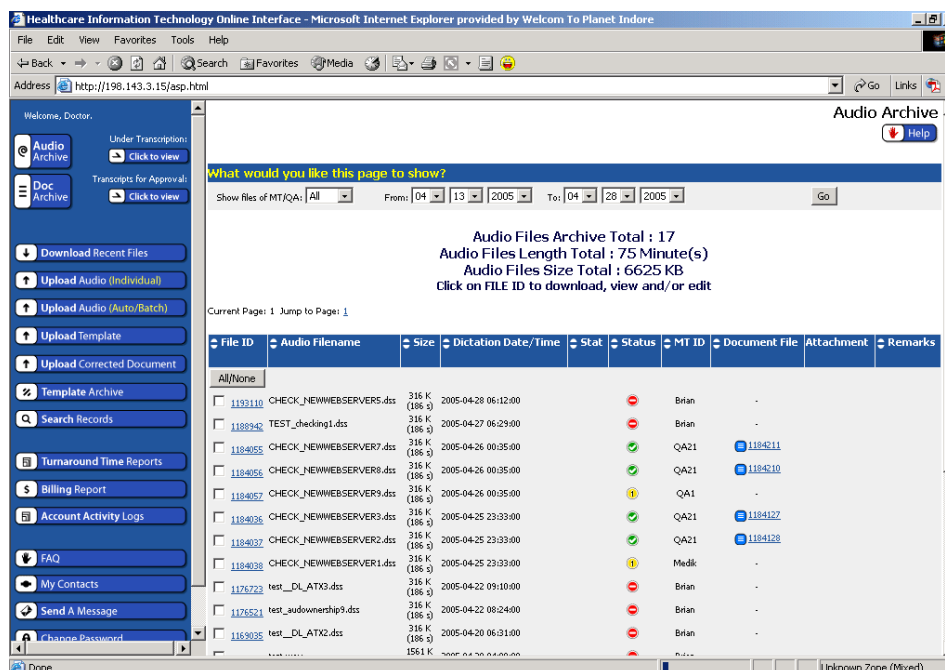 Healthcare Information Technology Online Interface - Microsoft Internet Explorer provided by Welcom To Planet Indore
File Edit View Favorites Tools Help
Back Search Favorites Media
Address http://198.143.3.15/asp.html Go Links
Welcome, Doctor.
Audio Archive
Under Transcription:
Click to view
Doc Archive
Transcripts for Approval:
Click to view
Download Recent Files
Upload Audio (Individual)
Upload Audio (Auto/Batch)
Upload Template
Upload Corrected Document
Template Archive
Search Records
Turnaround Time Reports
Billing Report
Account Activity Logs
FAQ
My Contacts
Send A Message
Change Password
Audio Archive
Help
What would you like this page to show?
Show files of MT/QA: All From: 04 13 2005 To: 04 28 2005 Go
Audio Files Archive Total : 17
Audio Files Length Total : 75 Minute(s)
Audio Files Size Total : 6625 KB
Click on FILE ID to download, view and/or edit
Current Page: 1 Jump to Page: 1
File ID Audio Filename Size Dictation Date/Time Stat Status MT ID Document File Attachment Remarks
All/None
1193110 CHECK_NEWWEBSERVER5.dss 316 K (186 s) 2005-04-28 06:12:00 Brian -
1188942 TEST_checking1.dss 316 K (186 s) 2005-04-27 06:29:00 Brian -
1184055 CHECK_NEWWEBSERVER7.dss 316 K (186 s) 2005-04-26 00:35:00 QA21 1184211
1184056 CHECK_NEWWEBSERVER8.dss 316 K (186 s) 2005-04-26 00:35:00 QA21 1184210
1184057 CHECK_NEWWEBSERVER9.dss 316 K (186 s) 2005-04-26 00:35:00 1 QA1 -
1184036 CHECK_NEWWEBSERVER3.dss 316 K (186 s) 2005-04-25 23:33:00 QA21 1184127
1184037 CHECK_NEWWEBSERVER2.dss 316 K (186 s) 2005-04-25 23:33:00 QA21 1184128
1184038 CHECK_NEWWEBSERVER1.dss 316 K (186 s) 2005-04-25 23:33:00 1 Medik -
1176723 test__DL_ATX3.dss 316 K (186 s) 2005-04-22 09:10:00 Brian -
1176521 test_audownership9.dss 316 K (186 s) 2005-04-22 08:24:00 Brian -
1169035 test__DL_ATX2.dss 316 K (186 s) 2005-04-20 06:31:00 Brian -
1561 K
Done Unknown Zone (Mixed)